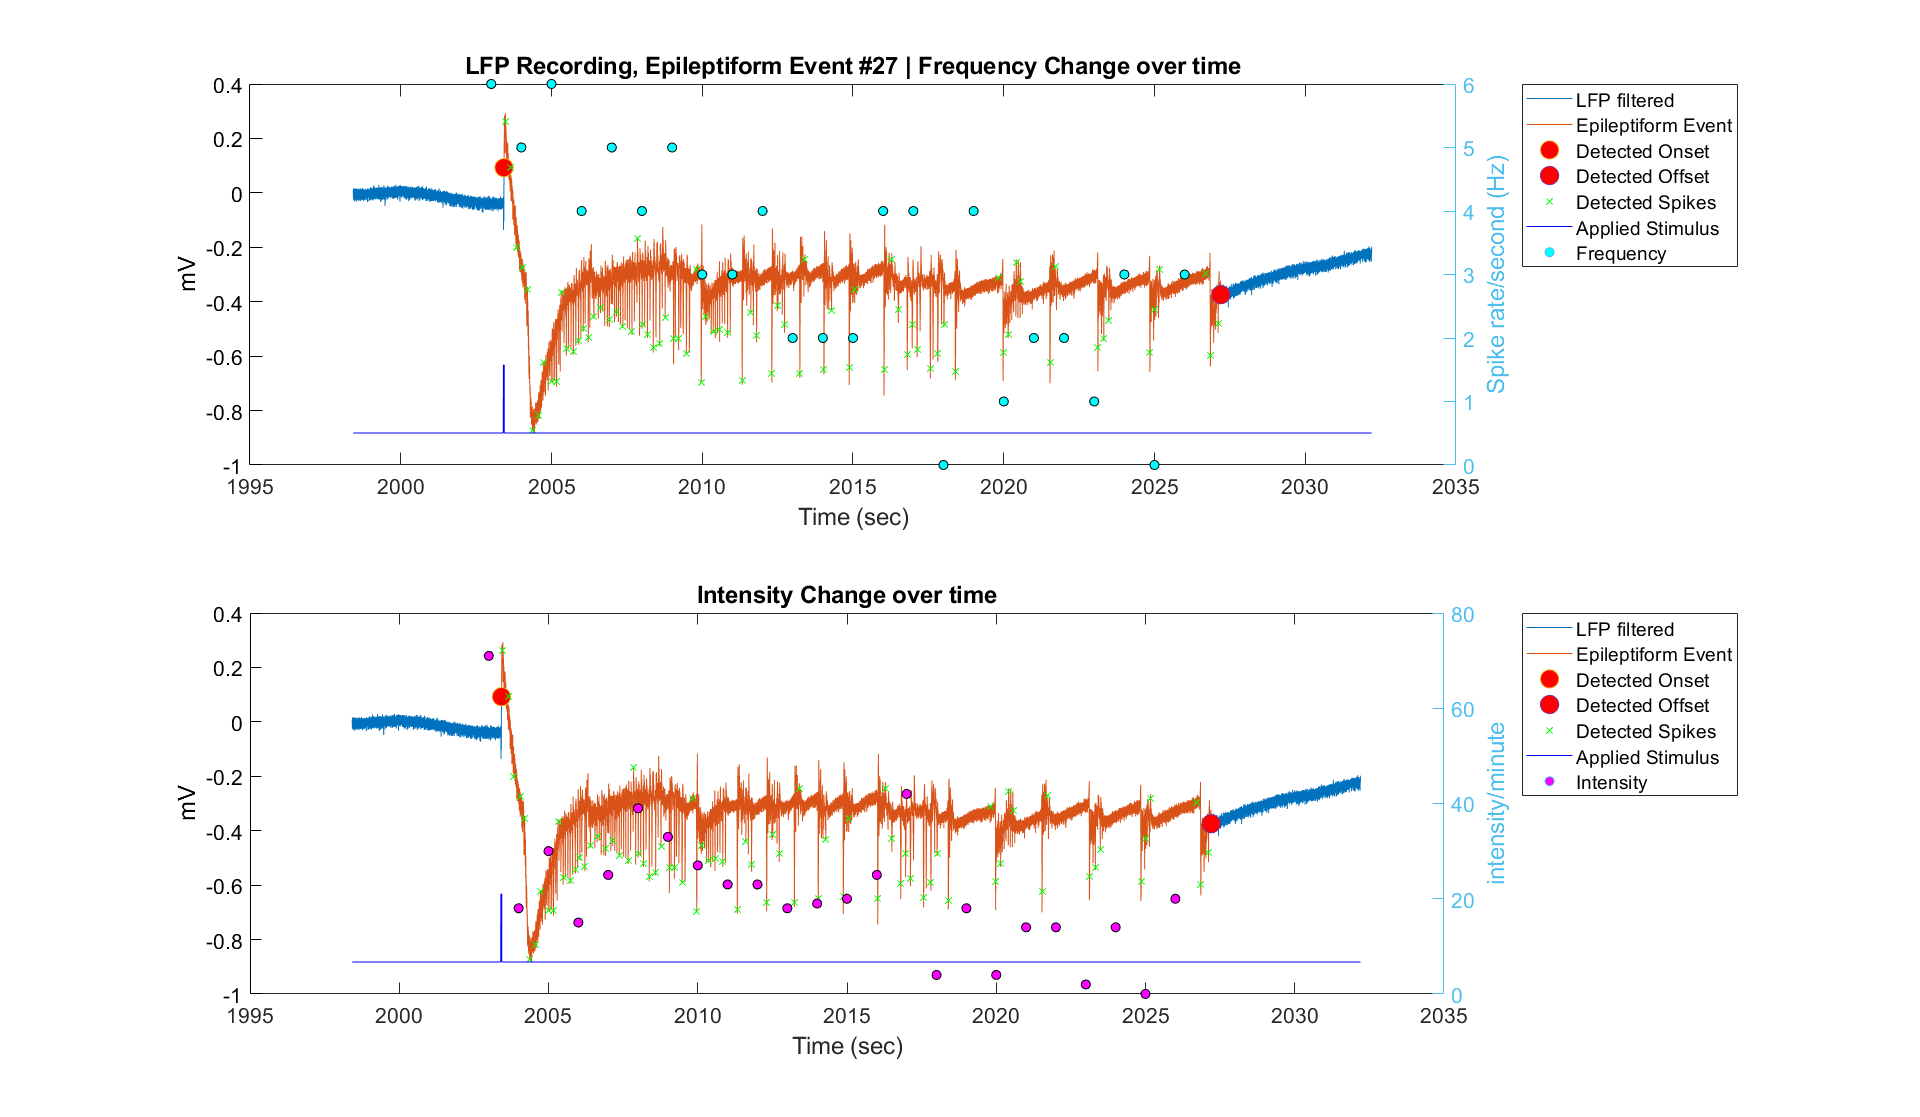 LFP Recording, Epileptiform Event #27 | Frequency Change over time
0.4
0.2
0
-0.2
-0.4
-0.6
-0.8
-1
mV
6
5
4
3
2
1
0
Spike rate/second (Hz)
1995 2000 2005 2010 2015 2020 2025 2030 2035
Time (sec)
LFP filtered
Epileptiform Event
Detected Onset
Detected Offset
Detected Spikes
Applied Stimulus
Frequency
Intensity Change over time
0.4
0.2
0
-0.2
-0.4
-0.6
-0.8
-1
mV
80
60
40
20
0
intensity/minute
1995 2000 2005 2010 2015 2020 2025 2030 2035
Time (sec)
LFP filtered
Epileptiform Event
Detected Onset
Detected Offset
Detected Spikes
Applied Stimulus
Intensity